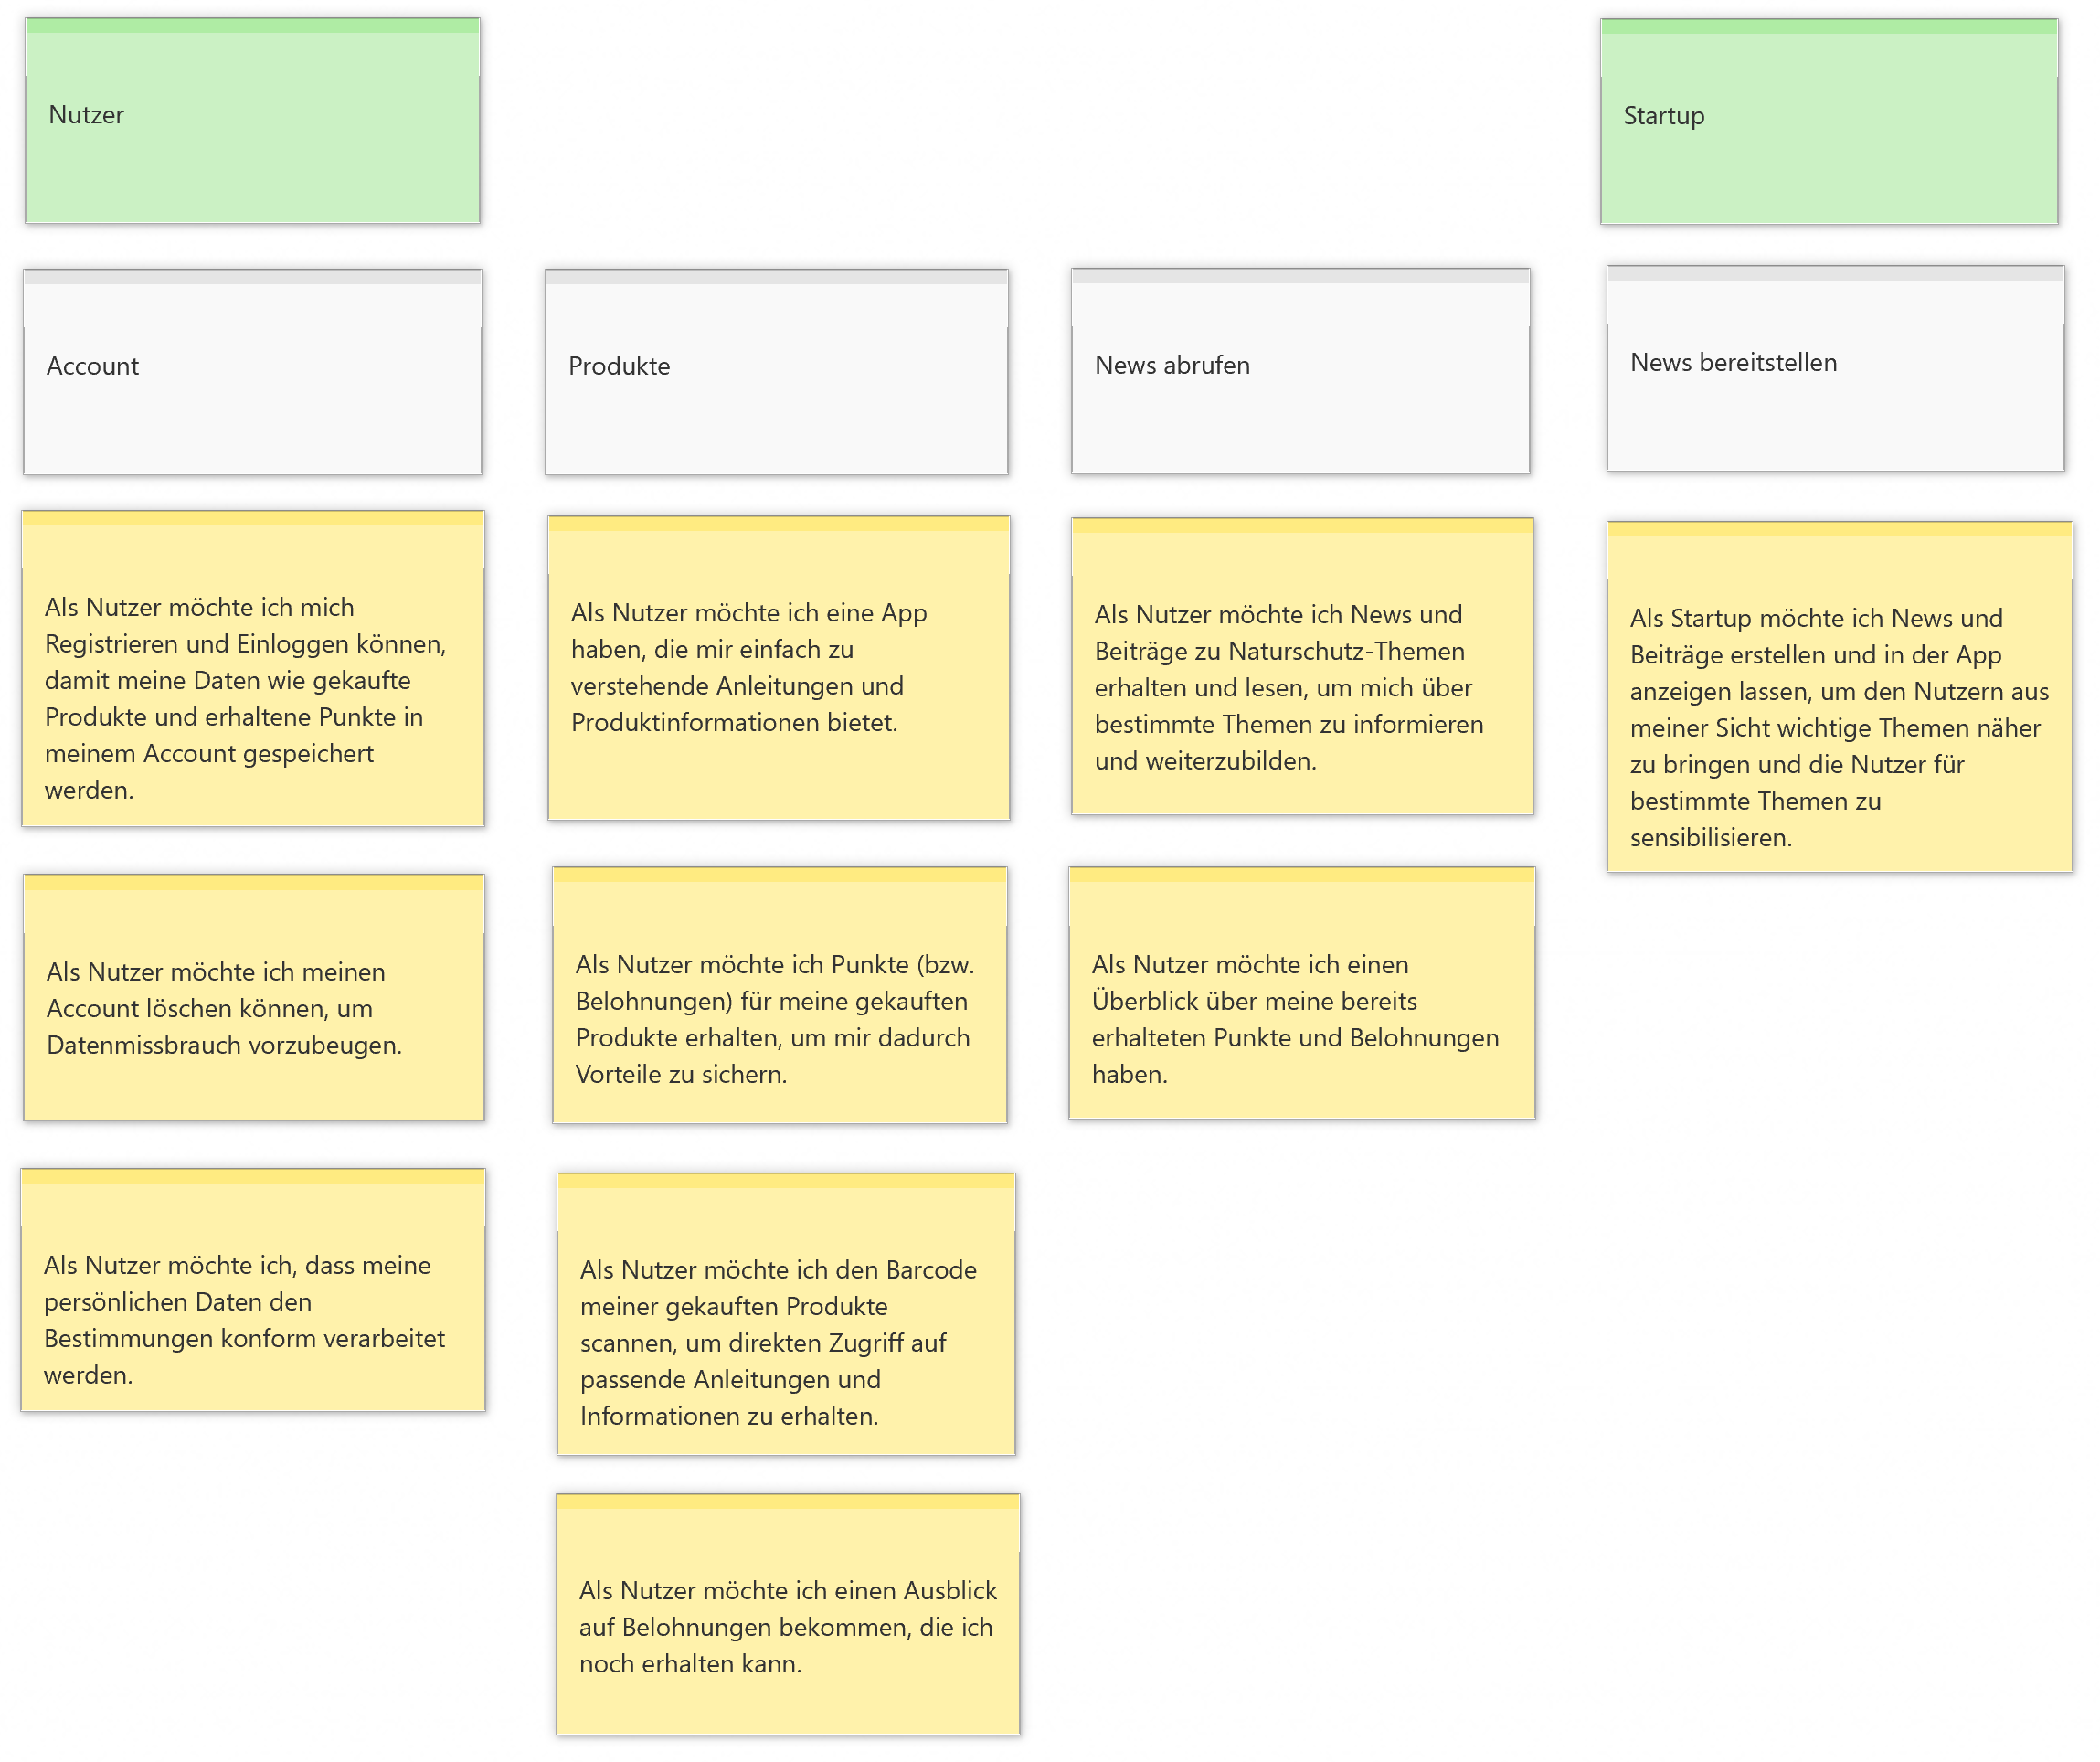 Nutzer
Startup
Account
Produkte
News abrufen
News bereitstellen
Als Nutzer möchte ich mich
Registrieren und Einloggen können,
damit meine Daten wie gekaufte
Produkte und erhaltene Punkte in
meinem Account gespeichert
werden.
Als Nutzer möchte ich eine App
haben, die mir einfach zu
verstehende Anleitungen und
Produktinformationen bietet.
Als Nutzer möchte ich News und
Beiträge zu Naturschutz-Themen
erhalten und lesen, um mich über
bestimmte Themen zu informieren
und weiterzubilden.
Als Startup möchte ich News und
Beiträge erstellen und in der App
anzeigen lassen, um den Nutzern aus
meiner Sicht wichtige Themen näher
zu bringen und die Nutzer für
bestimmte Themen zu
sensibilisieren.
Als Nutzer möchte ich meinen
Account löschen können, um
Datenmissbrauch vorzubeugen.
Als Nutzer möchte ich Punkte (bzw.
Belohnungen) für meine gekauften
Produkte erhalten, um mir dadurch
Vorteile zu sichern.
Als Nutzer möchte ich einen
Überblick über meine bereits
erhalteten Punkte und Belohnungen
haben.
Als Nutzer möchte ich, dass meine
persönlichen Daten den
Bestimmungen konform verarbeitet
werden.
Als Nutzer möchte ich den Barcode
meiner gekauften Produkte
scannen, um direkten Zugriff auf
passende Anleitungen und
Informationen zu erhalten.
Als Nutzer möchte ich einen Ausblick
auf Belohnungen bekommen, die ich
noch erhalten kann.